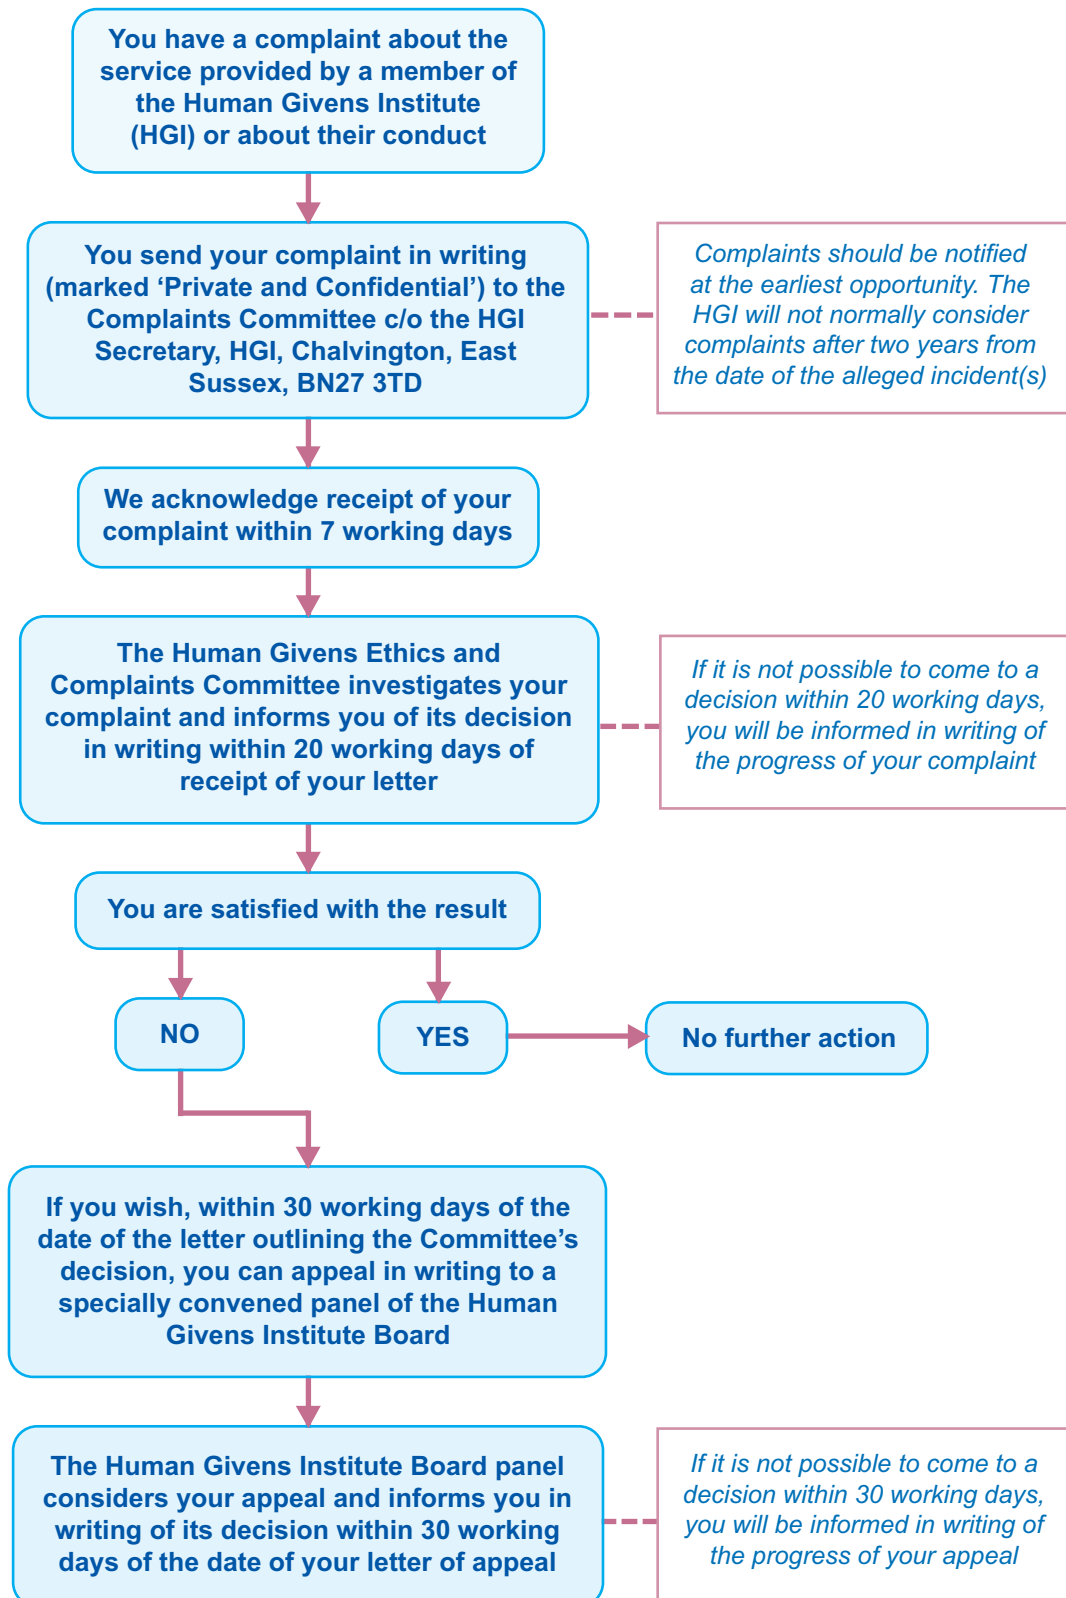 You have a complaint about the
service provided by a member of
the Human Givens Institute
(HGI) or about their conduct
You send your complaint in writing
(marked ‘Private and Confidential’) to the
Complaints Committee c/o the HGI
Secretary, HGI, Chalvington, East
Sussex, BN27 3TD
Complaints should be notified
at the earliest opportunity. The
HGI will not normally consider
complaints after two years from
the date of the alleged incident(s)
We acknowledge receipt of your
complaint within 7 working days
The Human Givens Ethics and
Complaints Committee investigates your
complaint and informs you of its decision
in writing within 20 working days of
receipt of your letter
If it is not possible to come to a
decision within 20 working days,
you will be informed in writing of
the progress of your complaint
You are satisfied with the result
NO
YES
No further action
If you wish, within 30 working days of the
date of the letter outlining the Committee’s
decision, you can appeal in writing to a
specially convened panel of the Human
Givens Institute Board
The Human Givens Institute Board panel
considers your appeal and informs you in
writing of its decision within 30 working
days of the date of your letter of appeal
If it is not possible to come to a
decision within 30 working days,
you will be informed in writing of
the progress of your appeal